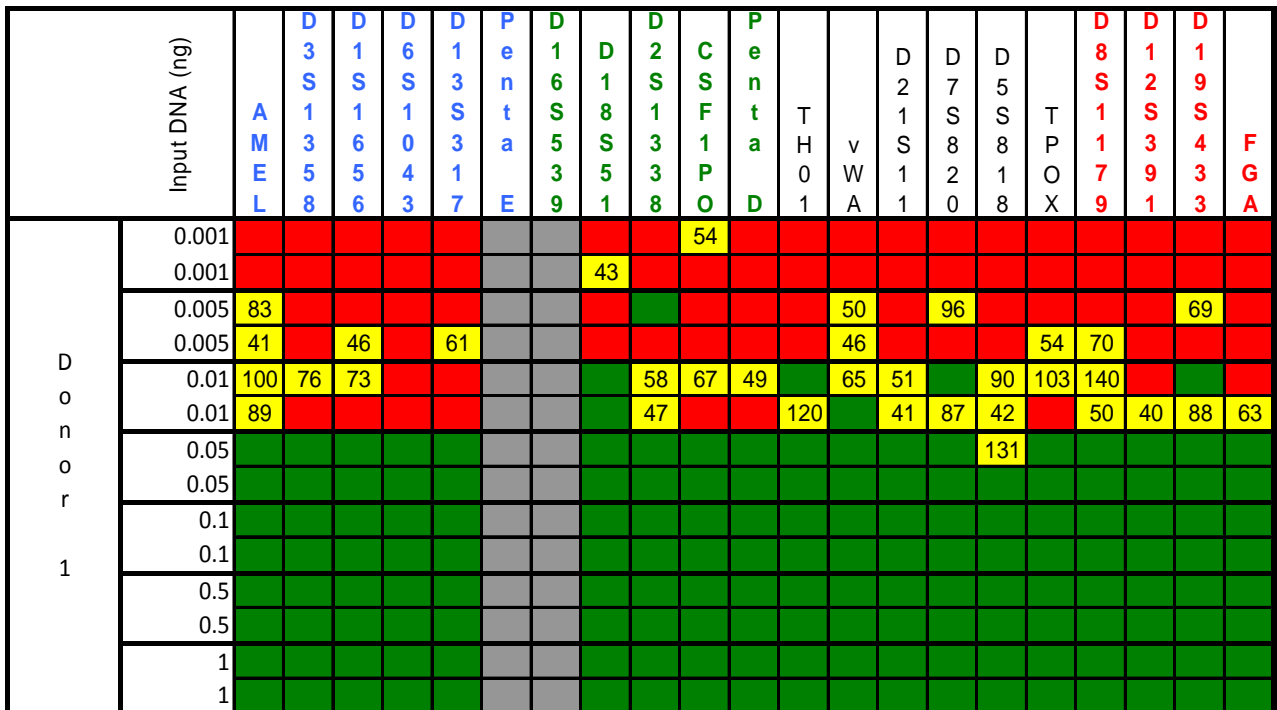 Input DNA (ng)
AMEL
D3S1358
D1S1656
D6S1043
D13S317
Penta E
D16S539
D18S51
D2S1338
CSF1PO
Penta D
TH01
vWA
D21S11
D7S820
D5S818
TPOX
D8S1179
D12S391
D19S433
FGA
Donor 1
0.001 54
0.001 43
0.005 83 50 96 69
0.005 41 46 61 46 54 70
0.01 100 76 73 58 67 49 65 51 90 103 140
0.01 89 47 120 41 87 42 50 40 88 63
0.05 131
0.05
0.1
0.1
0.5
0.5
1
1